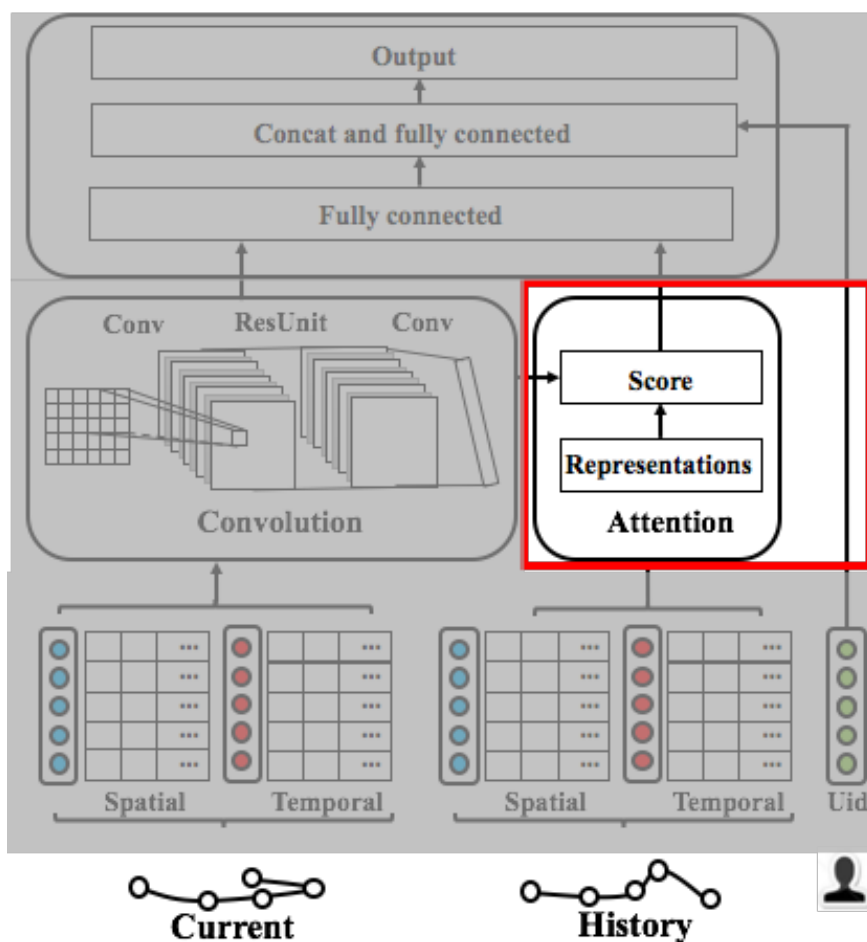 Output
Concat and fully connected
Fully connected
Conv ResUnit Conv
Score
Representations
Convolution
Attention
... ... ... ...
... ... ... ...
... ... ... ...
... ... ... ...
... ... ... ...
Spatial Temporal Spatial Temporal Uid
Current History